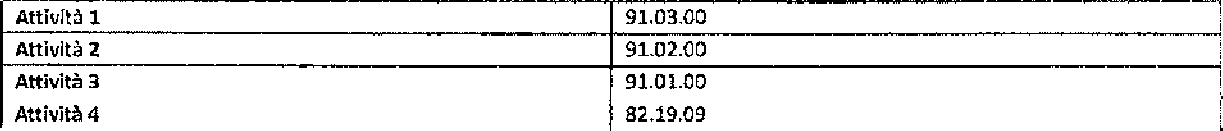 Attività 1 91.03.00
Attività 2 91.02.00
Attività 3 91.01.00
Attività 4 82.19.09